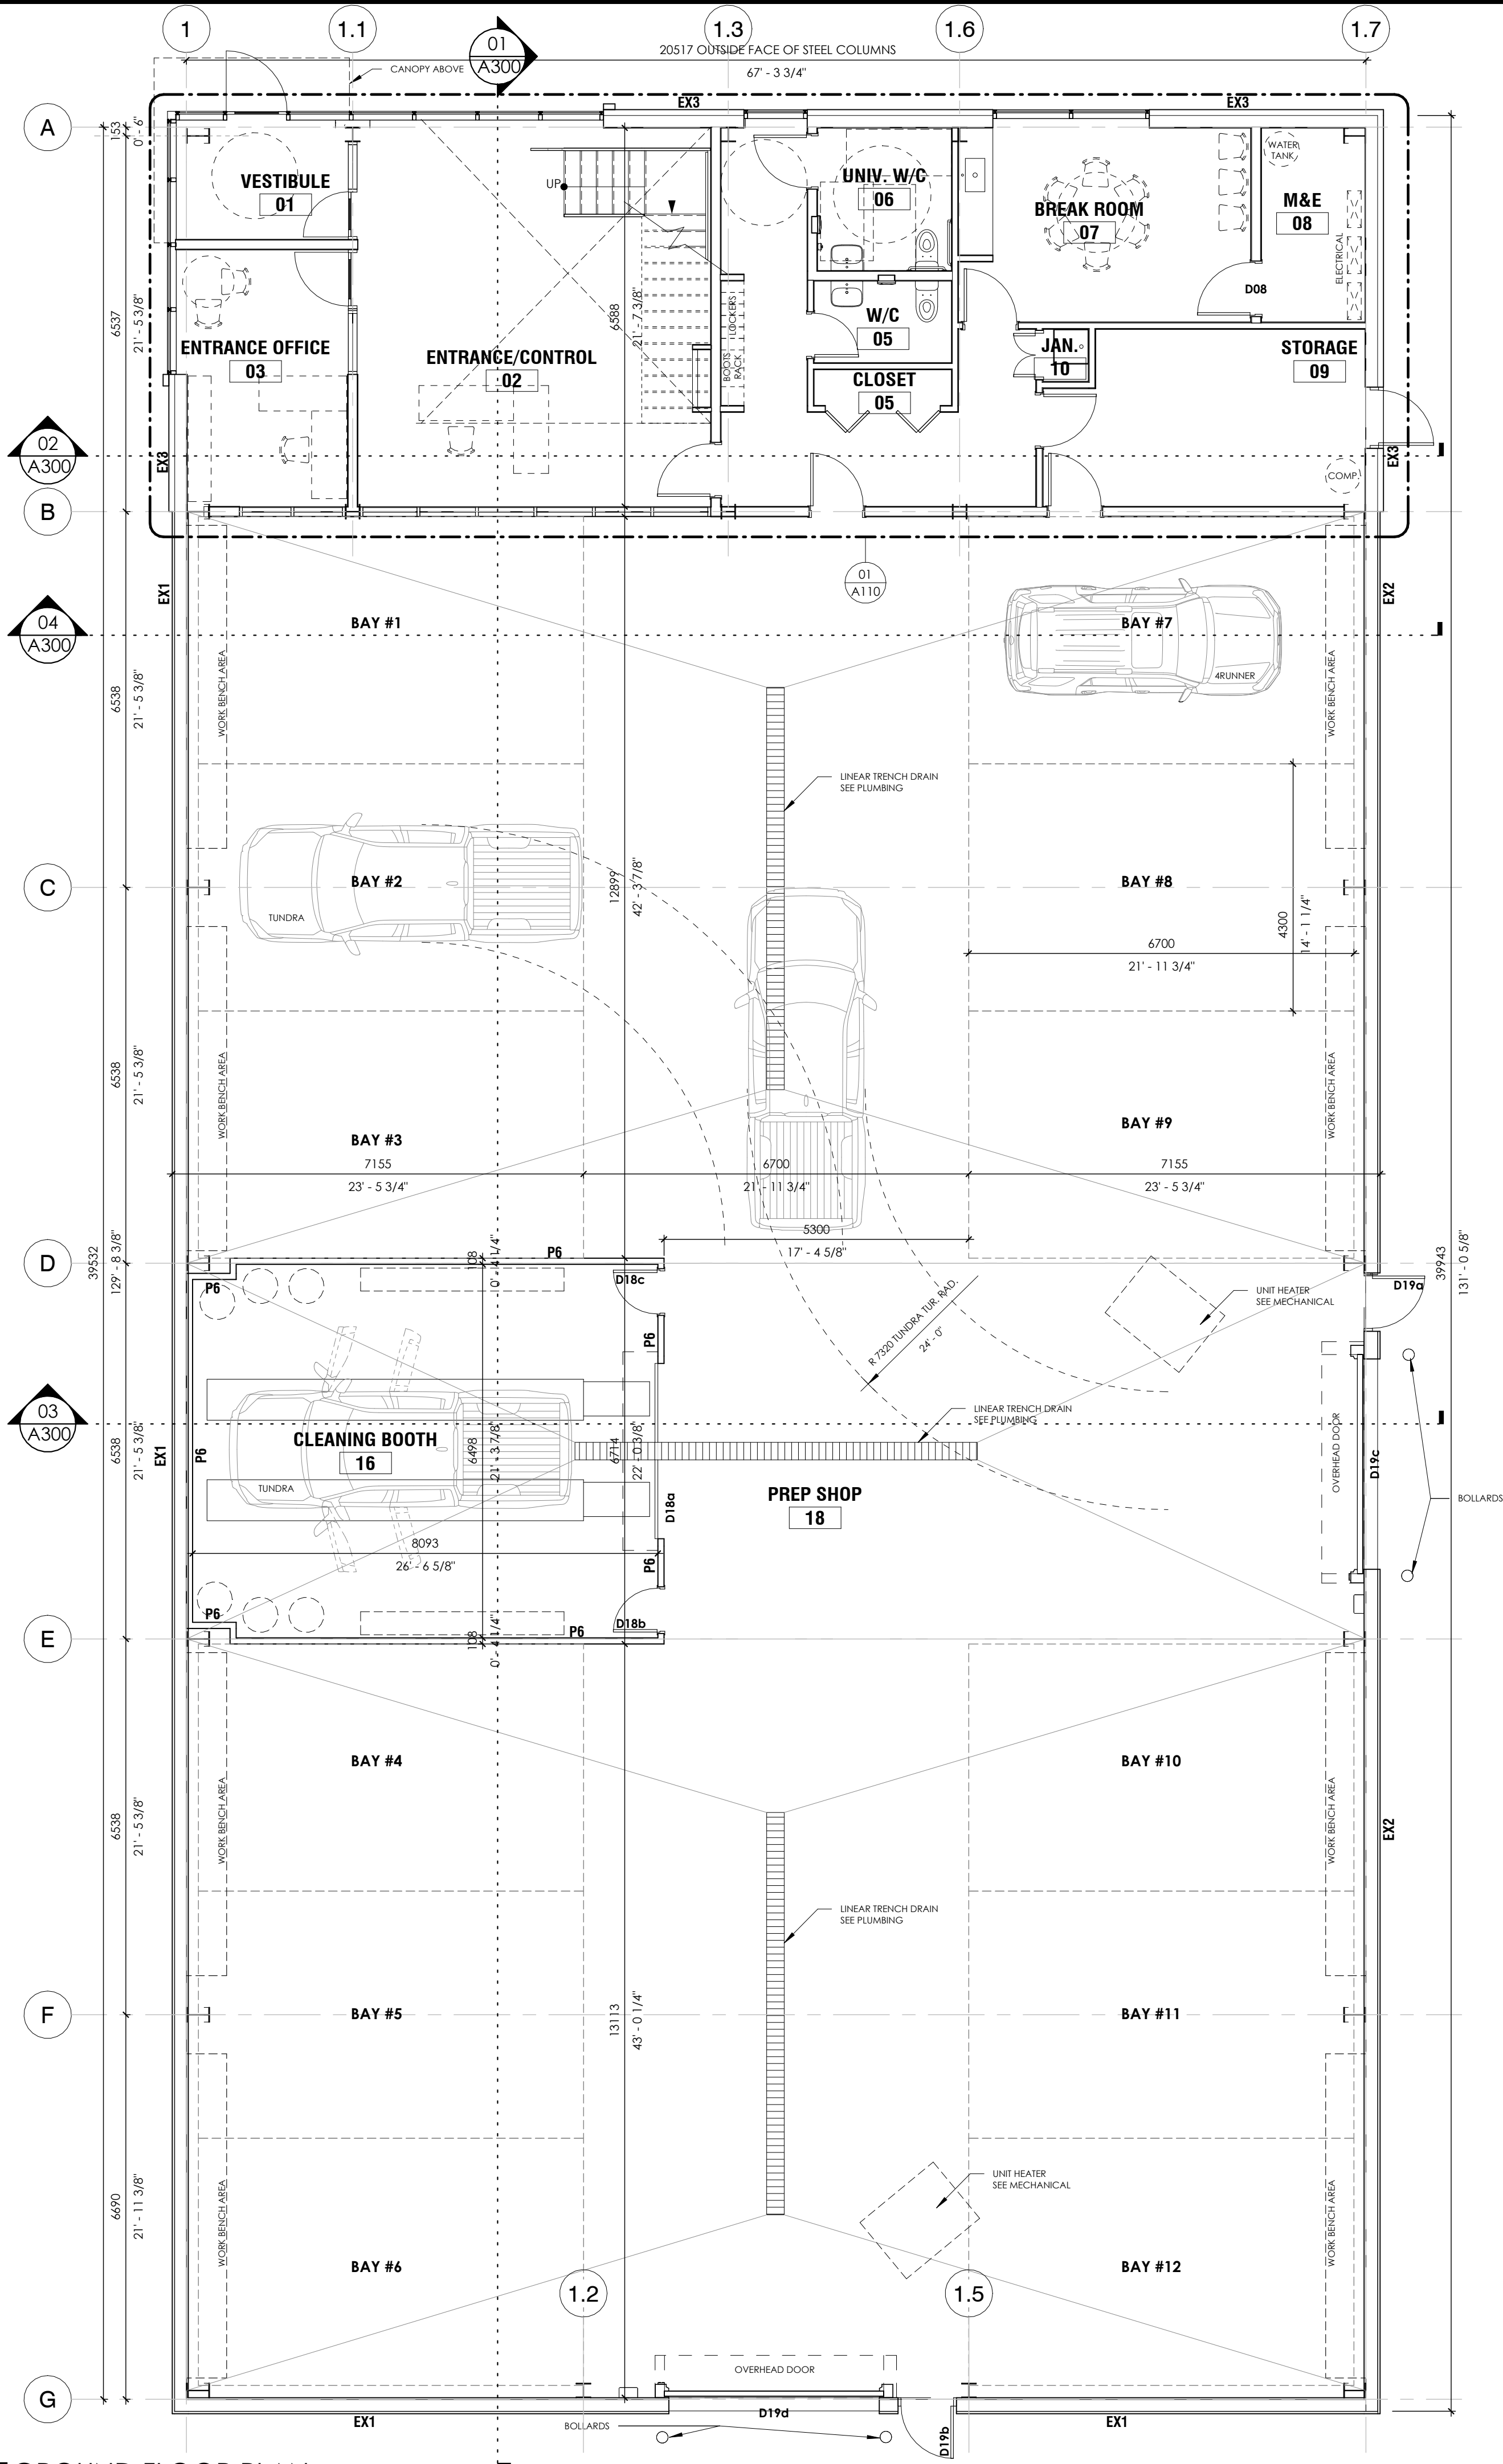 1
1.1
1.3
1.6
1.7
01
A300
20517 OUTSIDE FACE OF STEEL COLUMNS
67' - 3 3/4"
CANOPY ABOVE
EX3
EX3
A
153
0' - 6"
VESTIBULE
01
UP
UNIV. W/C
06
BREAK ROOM
07
WATER
TANK
M&E
08
ELECTRICAL
D08
6537
21' - 5 3/8"
6588
21' - 7 3/8"
LOCKERS
BOOTS
RACK
ENTRANCE OFFICE
03
ENTRANCE/CONTROL
02
W/C
05
CLOSET
05
JAN.
10
STORAGE
09
02
A300
EX3
EX3
COMP.
B
01
A110
EX1
EX2
04
A300
BAY #1
BAY #7
4RUNNER
WORK BENCH AREA
WORK BENCH AREA
6538
21' - 5 3/8"
LINEAR TRENCH DRAIN
SEE PLUMBING
C
BAY #2
TUNDRA
12899
42' - 3 7/8"
BAY #8
4300
14' - 1 1/4"
6700
21' - 11 3/4"
6538
21' - 5 3/8"
WORK BENCH AREA
WORK BENCH AREA
BAY #3
BAY #9
7155
23' - 5 3/4"
6700
21' - 11 3/4"
7155
23' - 5 3/4"
5300
17' - 4 5/8"
39532
129' - 8 3/8"
39943
131' - 0 5/8"
D
P6
108
0' - 4 1/4"
P6
D18c
D19a
UNIT HEATER
SEE MECHANICAL
R 7320 TUNDRA TUR. RAD.
24' - 0"
P6
03
A300
LINEAR TRENCH DRAIN
SEE PLUMBING
6538
21' - 5 3/8"
EX1
P6
CLEANING BOOTH
16
TUNDRA
6498
21' - 3 7/8"
6714
22' - 0 3/8"
D18a
PREP SHOP
18
OVERHEAD DOOR
D19c
BOLLARDS
8093
26' - 6 5/8"
P6
P6
D18b
P6
108
0' - 4 1/4"
E
BAY #4
BAY #10
6538
21' - 5 3/8"
WORK BENCH AREA
WORK BENCH AREA
EX2
LINEAR TRENCH DRAIN
SEE PLUMBING
F
BAY #5
BAY #11
13113
43' - 0 1/4"
6690
21' - 11 3/8"
WORK BENCH AREA
WORK BENCH AREA
UNIT HEATER
SEE MECHANICAL
BAY #6
BAY #12
1.2
1.5
G
OVERHEAD DOOR
D19d
EX1
BOLLARDS
D19b
EX1